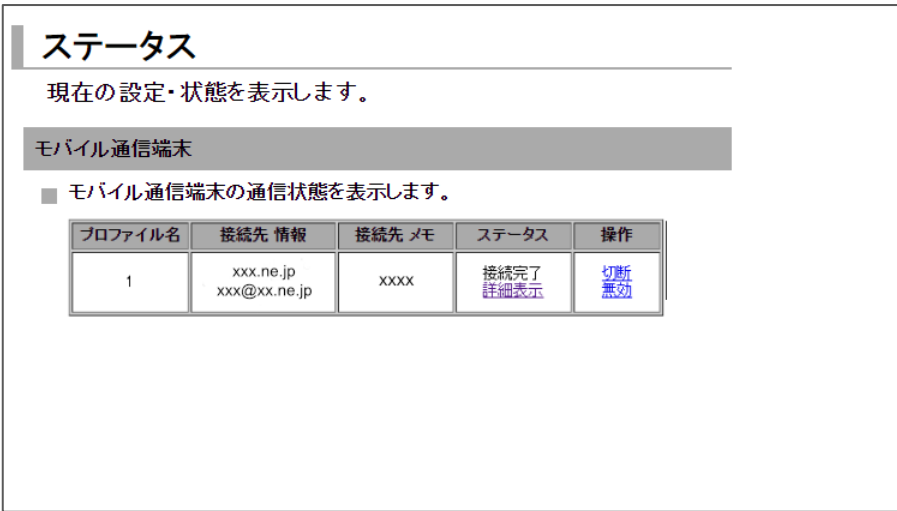 ステータス
現在の設定・状態を表示します。
モバイル通信端末
モバイル通信端末の通信状態を表示します。
プロファイル名 接続先 情報 接続先 メモ ステータス 操作
1 xxx.ne.jp xxxx 接続完了 切断
xxx@xx.ne.jp 詳細表示 無効